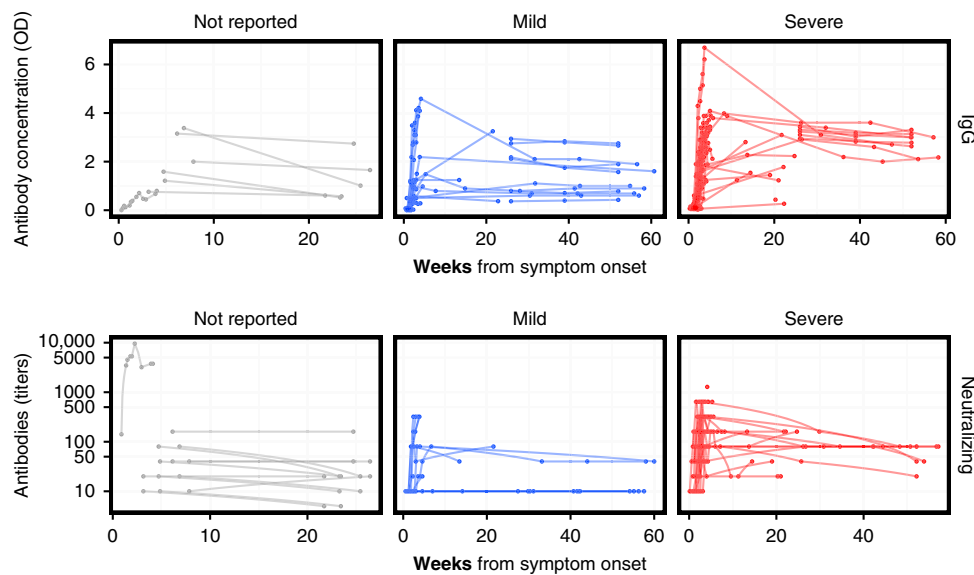 Not reported Mild Severe
Antibody concentration (OD)
6
4
2
0
IgG
0 10 20 0 20 40 60 0 20 40 60
Weeks from symptom onset
Not reported Mild Severe
Antibodies (titers)
10,000
5000
1000
500
100
50
10
Neutralizing
0 10 20 0 20 40 60 0 20 40
Weeks from symptom onset